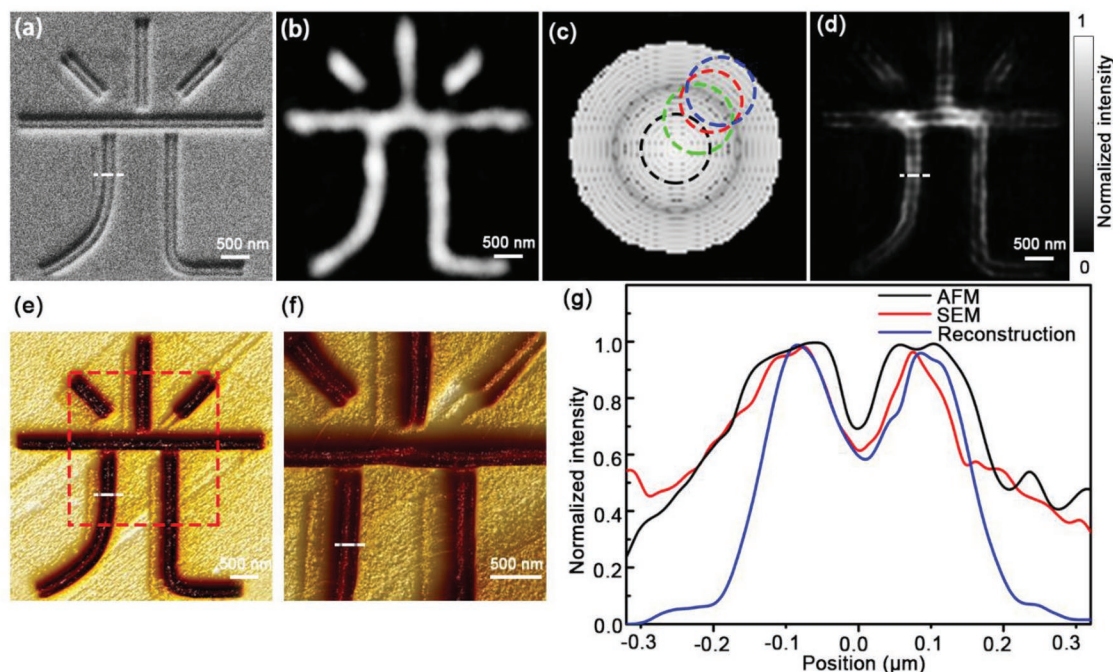 (a)
500 nm
(b)
(c)
500 nm
(d)
500 nm
1
Normalized intensity
0
光
(e)
500 nm
(f)
500 nm
(g)
AFM
SEM
Reconstruction
Normalized intensity
1.0
0.8
0.6
0.4
0.2
0.0
-0.3 -0.2 -0.1 0.0 0.1 0.2 0.3
Position (µm)